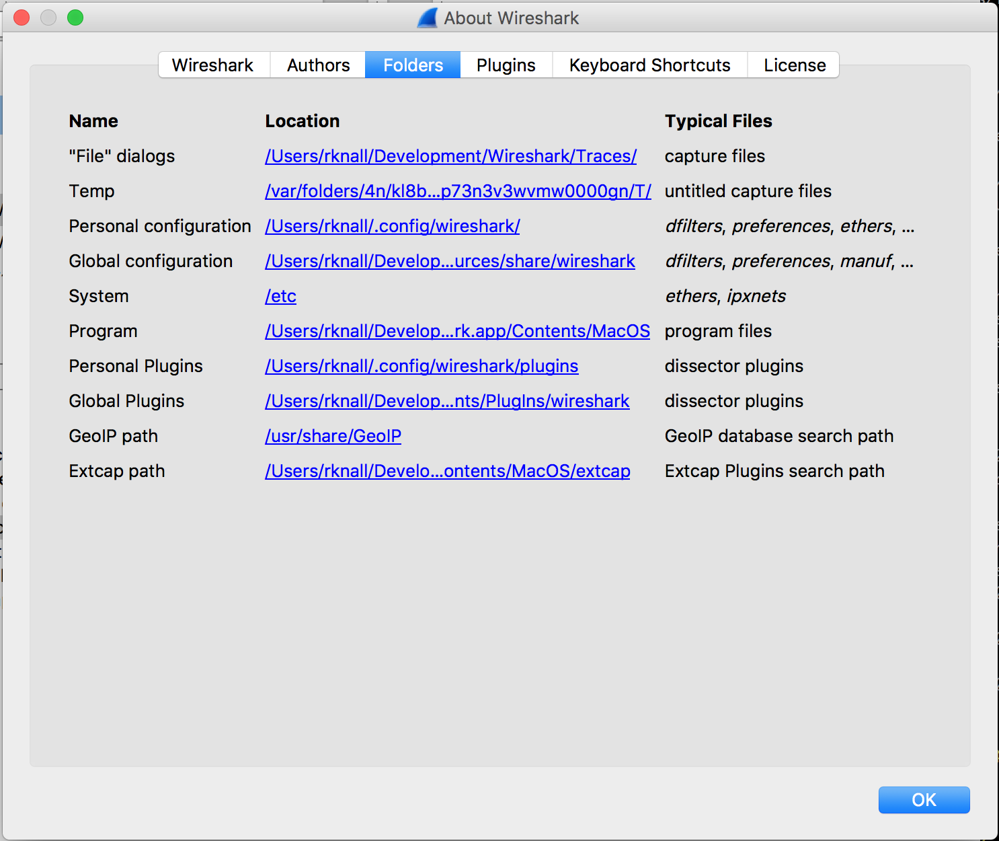 About Wireshark
Wireshark Authors Folders Plugins Keyboard Shortcuts License
Name Location Typical Files
"File" dialogs /Users/rknall/Development/Wireshark/Traces/ capture files
Temp /var/folders/4n/kl8b...p73n3v3wvmw0000gn/T/ untitled capture files
Personal configuration /Users/rknall/.config/wireshark/ dfilters, preferences, ethers, ...
Global configuration /Users/rknall/Develop...urces/share/wireshark dfilters, preferences, manuf, ...
System /etc ethers, ipxnets
Program /Users/rknall/Develop...rk.app/Contents/MacOS program files
Personal Plugins /Users/rknall/.config/wireshark/plugins dissector plugins
Global Plugins /Users/rknall/Develop...nts/PlugIns/wireshark dissector plugins
GeoIP path /usr/share/GeoIP GeoIP database search path
Extcap path /Users/rknall/Develo...ontents/MacOS/extcap Extcap Plugins search path
OK